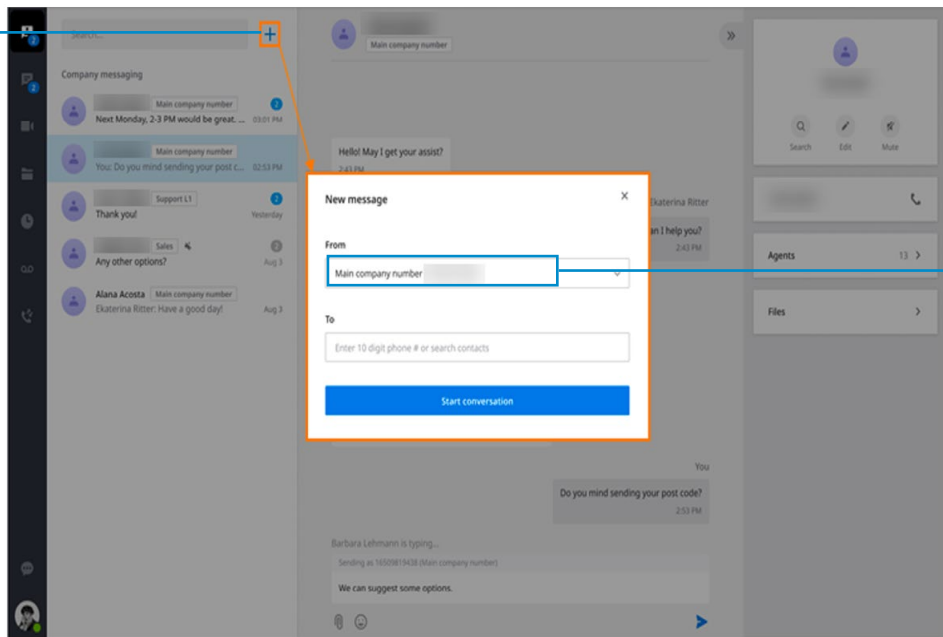 2
2
Search...
+
Company messaging
Main company number
2
Next Monday, 2-3 PM would be great. ...
03:01 PM
Main company number
You: Do you mind sending your post c...
02:53 PM
Support L1
2
Thank you!
Yesterday
Sales
2
Any other options?
Aug 3
Alana Acosta
Main company number
Ekaterina Ritter: Have a good day!
Aug 3
Main company number
Hello! May I get your assist?
2:43 PM
Ekaterina Ritter
an I help you?
2:43 PM
New message
From
Main company number
To
Enter 10 digit phone # or search contacts
Start conversation
You
Do you mind sending your post code?
2:53 PM
Barbara Lehmann is typing...
Sending as 16509819438 (Main company number)
We can suggest some options.
Search
Edit
Mute
Agents
13
Files